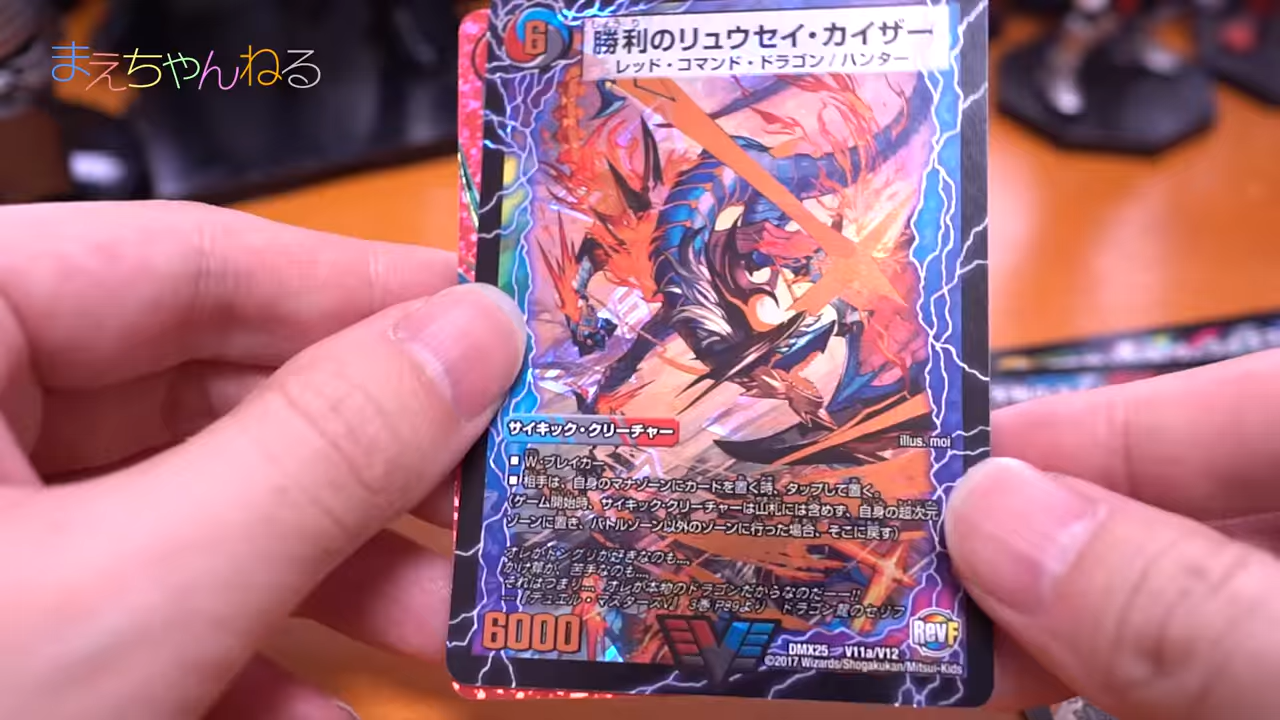 まえちゃんねる
6
しょうり
勝利のリュウセイ・カイザー
レッド・コマンド・ドラゴン/ハンター
illus. moi
サイキック・クリーチャー
■ W・ブレイカー
■ 相手は、自身のマナゾーンにカードを置く時、タップして置く。
(ゲーム開始時、サイキック・クリーチャーは山札には含めず、自身の超次元
ゾーンに置き、バトルゾーン以外のゾーンに行った場合、そこに戻す)
オレがドングリが好きなのも…、
かけ算が、苦手なのも…、
それはつまり…、オレが本物のドラゴンだからなのだーー!!
---「デュエル・マスターズV」 3巻 P89より ドラゴン龍のセリフ
6000
RevF
DMX25 V11a/V12
©2017 Wizards/Shogakukan/Mitsui-Kids